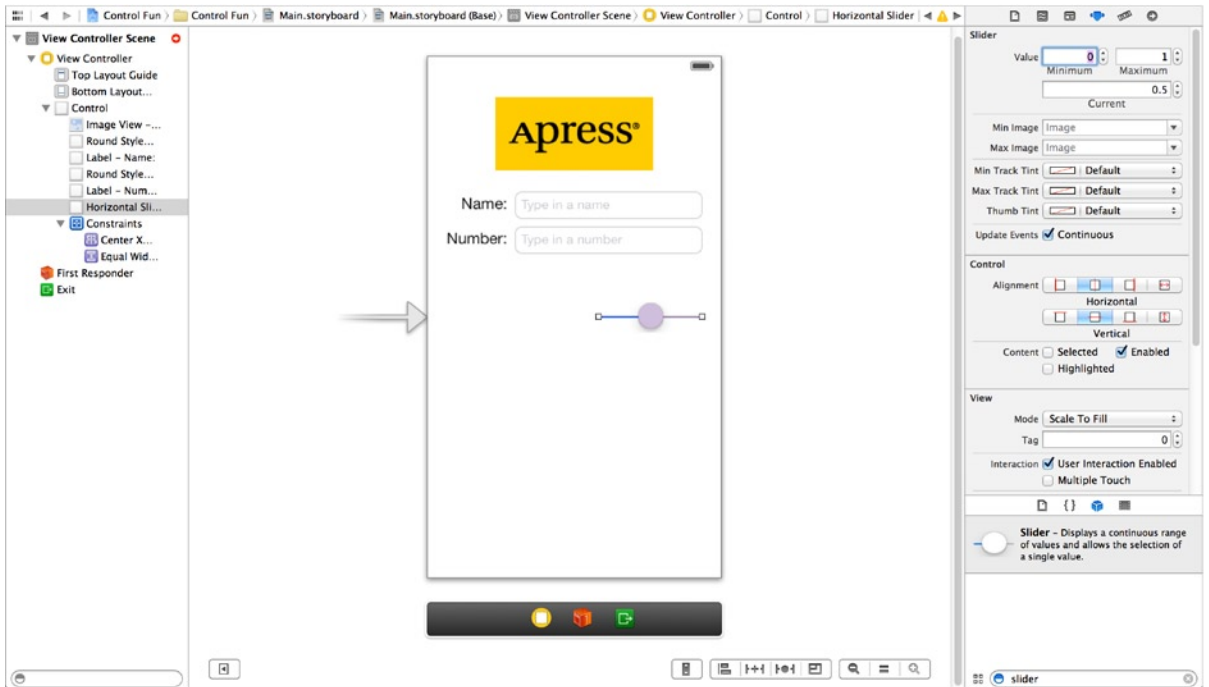 Control Fun 〉 Control Fun 〉 Main.storyboard 〉 Main.storyboard (Base) 〉 View Controller Scene 〉 View Controller 〉 Control 〉 Horizontal Slider
View Controller Scene
View Controller
Top Layout Guide
Bottom Layout...
Control
Image View –...
Round Style...
Label – Name:
Round Style...
Label – Num...
Horizontal Sli...
Constraints
Center X...
Equal Wid...
First Responder
Exit
Apress®
Name: Type in a name
Number: Type in a number
Slider
Value 0 1
Minimum Maximum
0.5
Current
Min Image Image
Max Image Image
Min Track Tint Default
Max Track Tint Default
Thumb Tint Default
Update Events Continuous
Control
Alignment
Horizontal
Vertical
Content Selected Enabled
Highlighted
View
Mode Scale To Fill
Tag 0
Interaction User Interaction Enabled
Multiple Touch
{}
Slider – Displays a continuous range
of values and allows the selection of
a single value.
slider